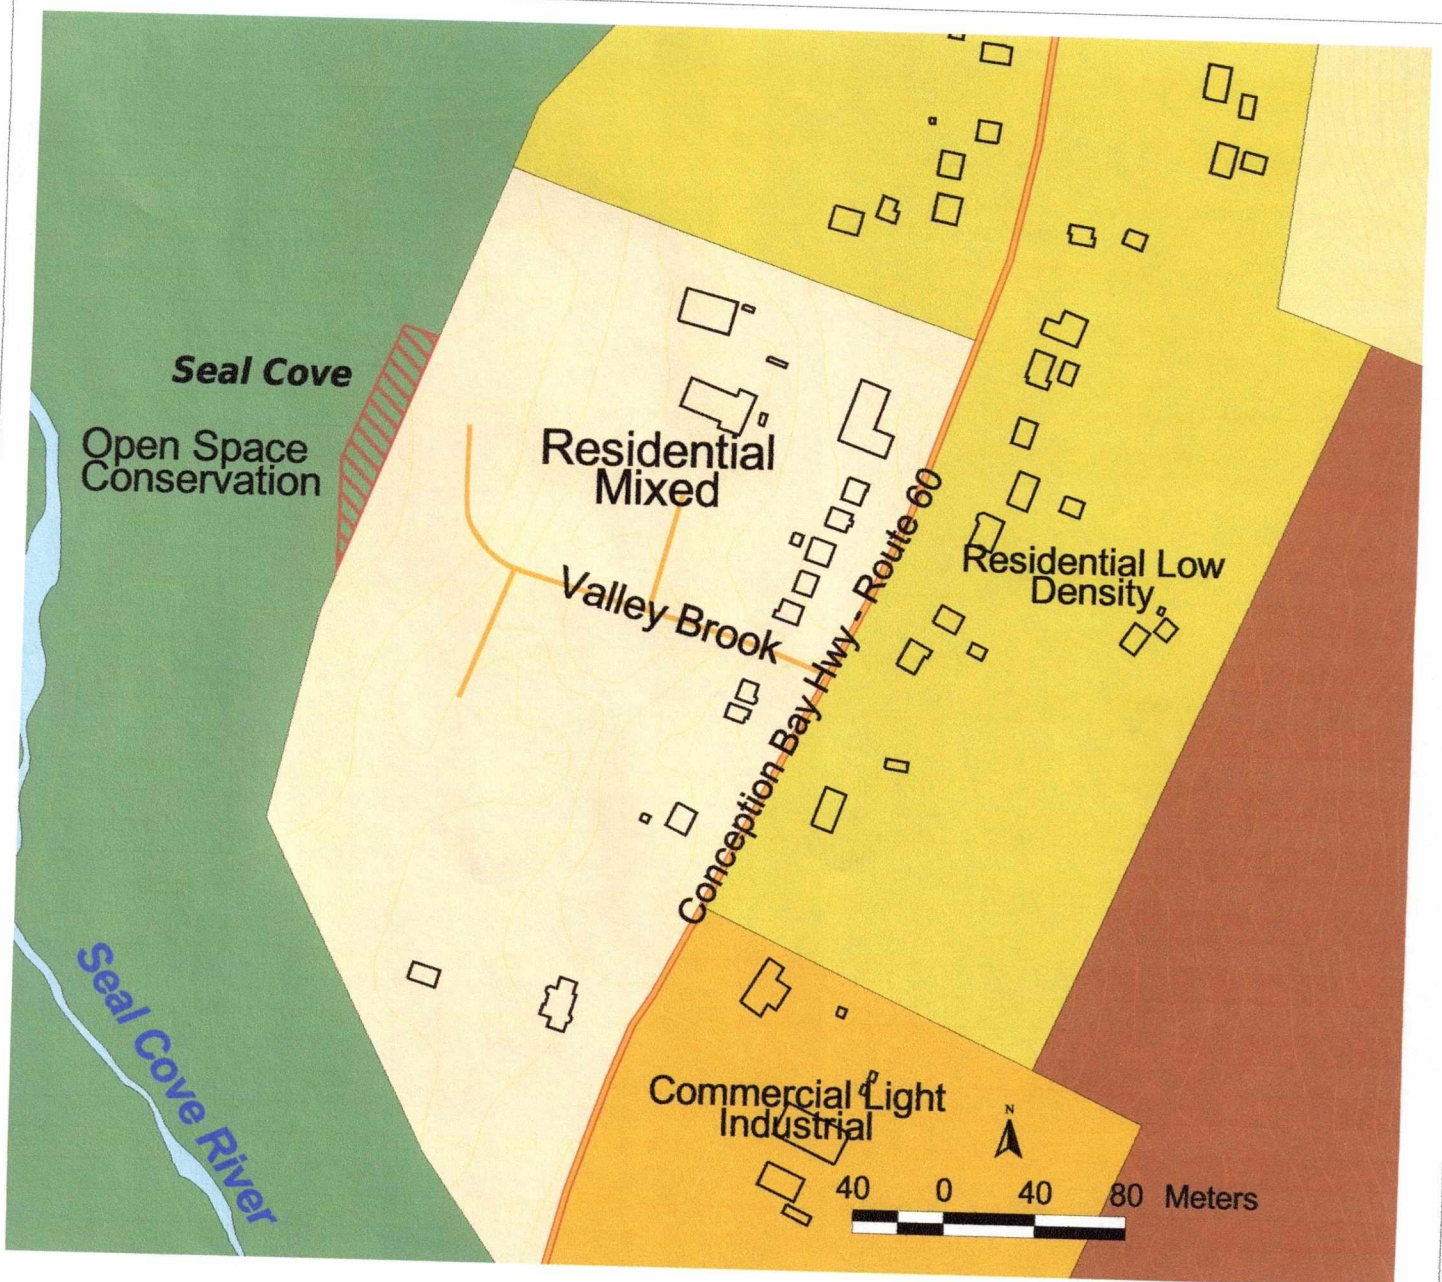 Seal Cove
Open Space
Conservation
Residential
Mixed
Valley Brook
Conception Bay Hwy - Route 60
Residential Low
Density
Seal Cove River
Commercial Light
Industrial
N
40 0 40 80 Meters